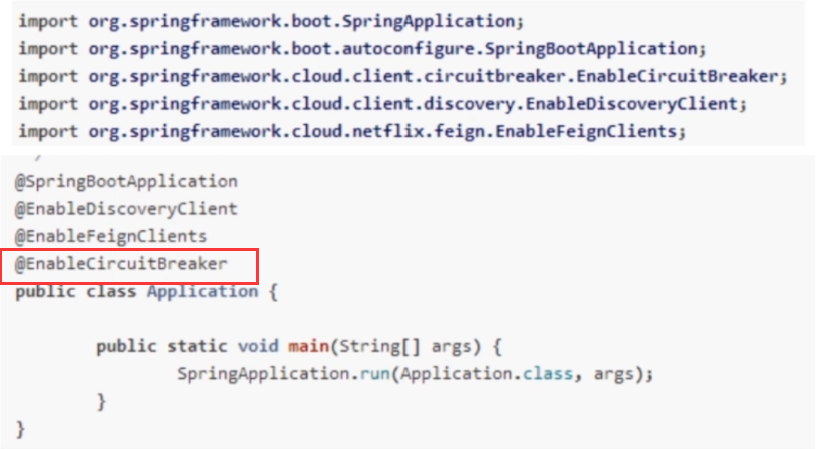 import org.springframework.boot.SpringApplication;
import org.springframework.boot.autoconfigure.SpringBootApplication;
import org.springframework.cloud.client.circuitbreaker.EnableCircuitBreaker;
import org.springframework.cloud.client.discovery.EnableDiscoveryClient;
import org.springframework.cloud.netflix.feign.EnableFeignClients;
@SpringBootApplication
@EnableDiscoveryClient
@EnableFeignClients
@EnableCircuitBreaker
public class Application {
public static void main(String[] args) {
SpringApplication.run(Application.class, args);
}
}